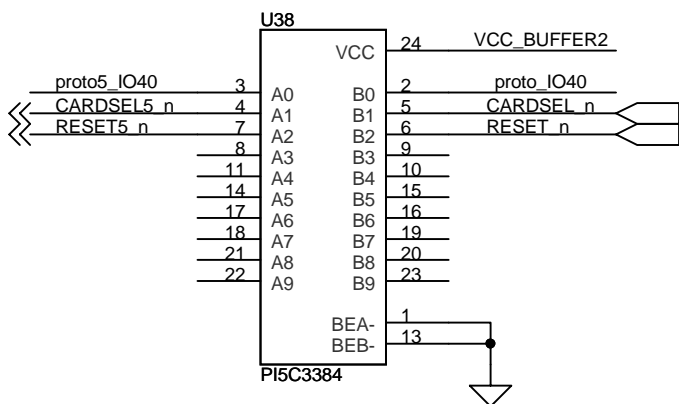 U38
VCC 24 VCC_BUFFER2
proto5_IO40 3 A0 B0 2 proto_IO40
CARDSEL5_n 4 A1 B1 5 CARDSEL_n
RESET5_n 7 A2 B2 6 RESET_n
8 A3 B3 9
11 A4 B4 10
14 A5 B5 15
17 A6 B6 16
18 A7 B7 19
21 A8 B8 20
22 A9 B9 23
BEA- 1
BEB- 13
PI5C3384